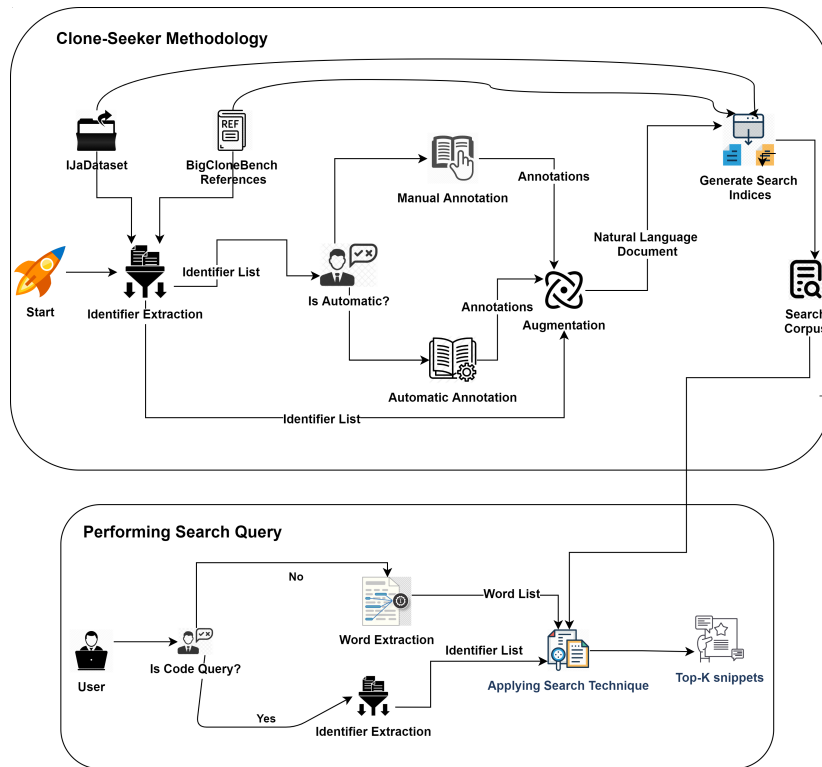 Clone-Seeker Methodology
REF
IJaDataset
BigCloneBench
References
Manual Annotation
Annotations
Generate Search
Indices
Natural Language
Document
Start
Identifier Extraction
Identifier List
Is Automatic?
Annotations
Augmentation
Search
Corpus
Automatic Annotation
Identifier List
Performing Search Query
No
Word List
Word Extraction
User
Is Code Query?
Identifier List
Applying Search Technique
Top-K snippets
Yes
Identifier Extraction